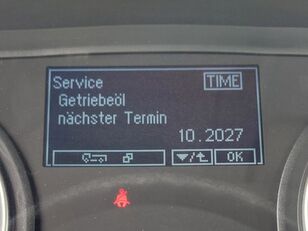 Service TIME
Getriebeöl
nächster Termin
10.2027
OK